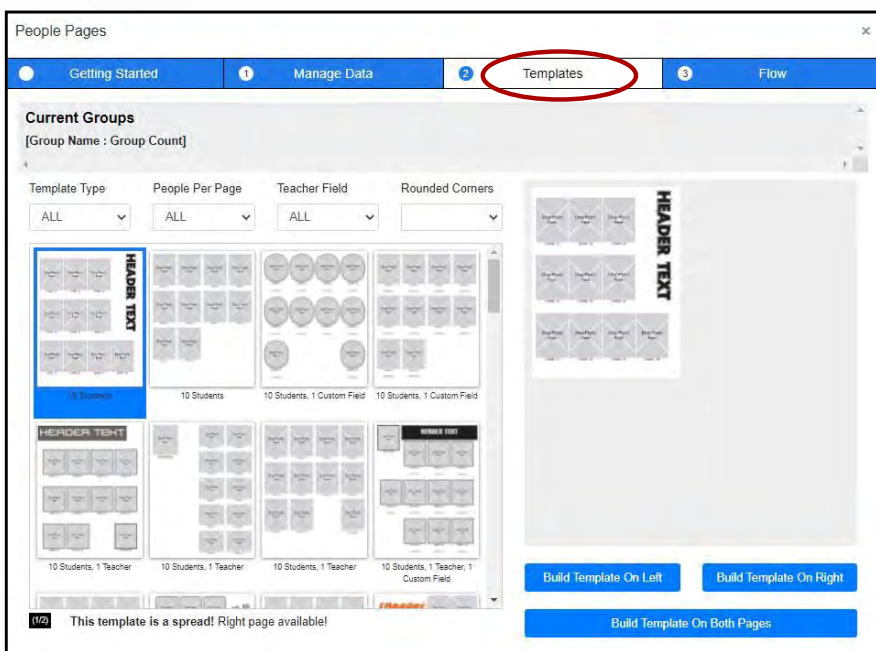 People Pages ×
Getting Started 1 Manage Data 2 Templates 3 Flow
Current Groups
[Group Name : Group Count]
Template Type People Per Page Teacher Field Rounded Corners
ALL ALL ALL
HEADER TEXT
HEADER TEXT
10 Students 10 Students 10 Students, 1 Custom Field 10 Students, 1 Custom Field
HEADER TEXT HEADER TEXT
10 Students, 1 Teacher 10 Students, 1 Teacher 10 Students, 1 Teacher 10 Students, 1 Teacher, 1
Custom Field
Build Template On Left Build Template On Right
(1/2) This template is a spread! Right page available!
Build Template On Both Pages